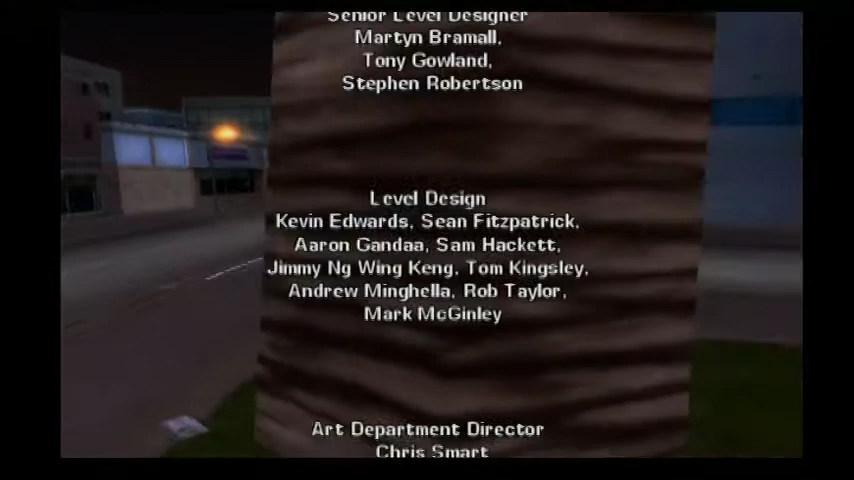 Senior Level Designer
Martyn Bramall,
Tony Gowland,
Stephen Robertson
Level Design
Kevin Edwards, Sean Fitzpatrick,
Aaron Gandaa, Sam Hackett,
Jimmy Ng Wing Keng, Tom Kingsley,
Andrew Minghella, Rob Taylor,
Mark McGinley
Art Department Director
Chris Smart